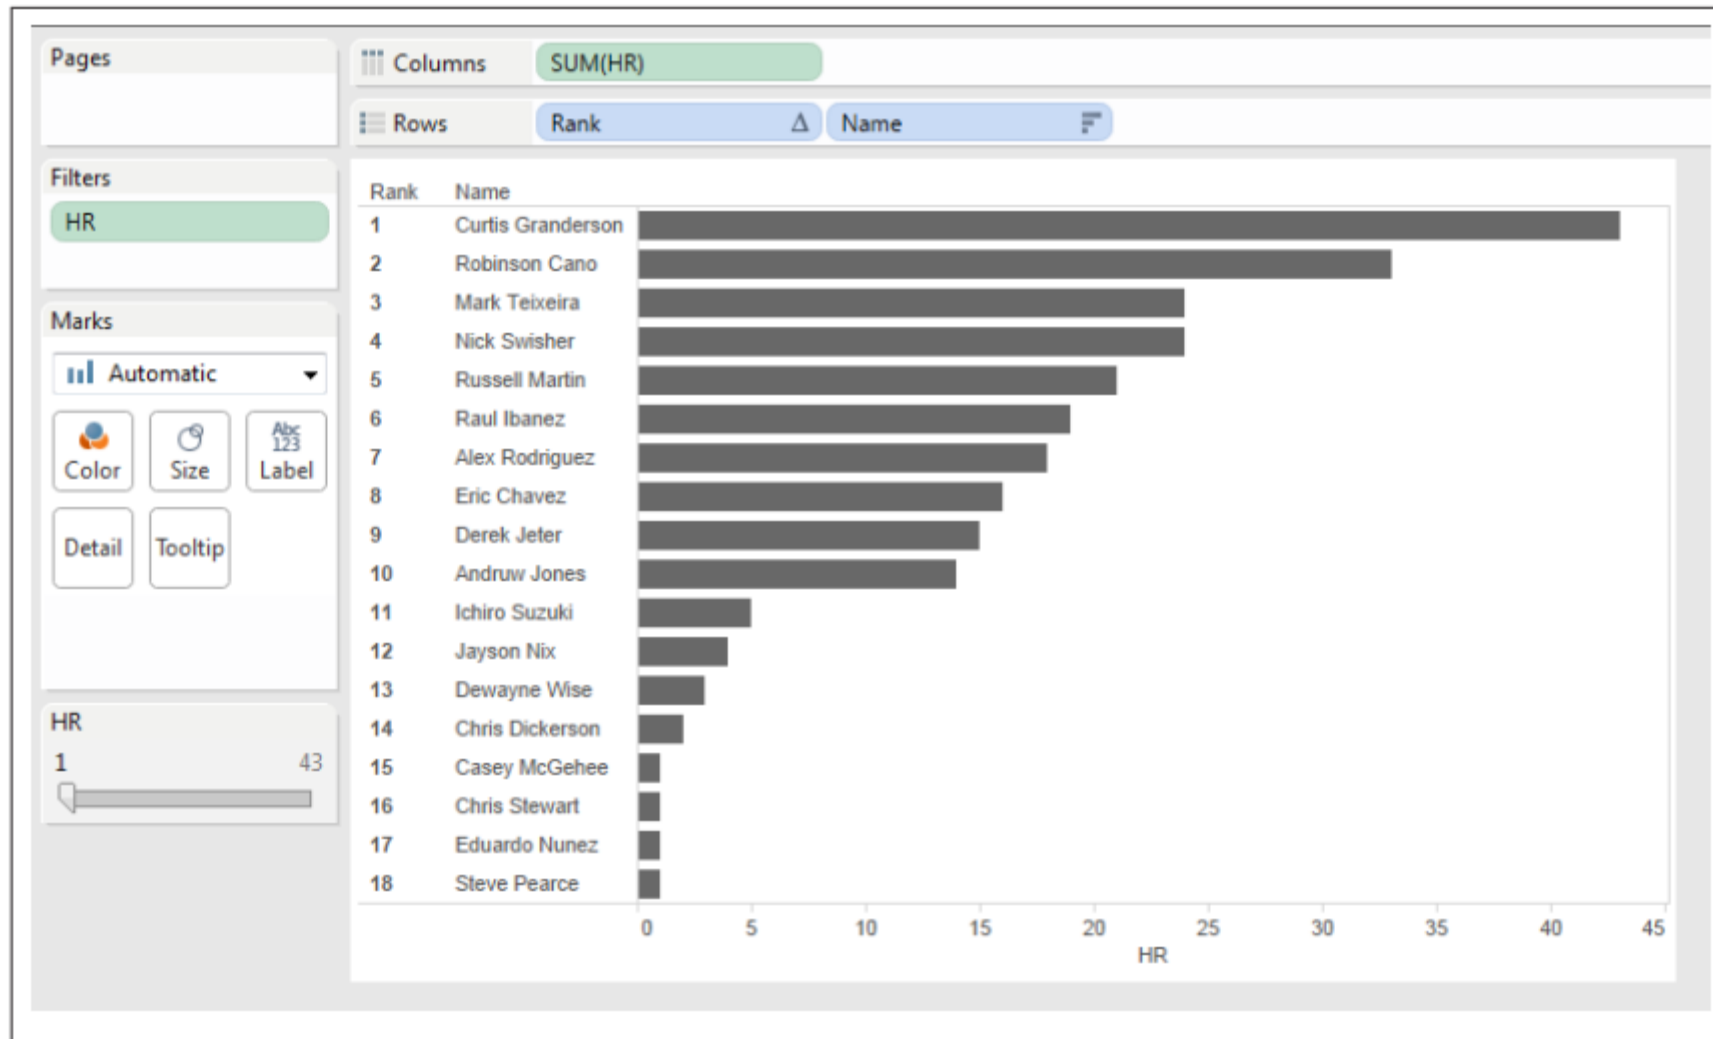 Pages
Columns SUM(HR)
Rows Rank Δ Name
Filters
HR
Marks
Automatic
Color Size Abc 123 Label
Detail Tooltip
HR
1 43
Rank Name
1 Curtis Granderson
2 Robinson Cano
3 Mark Teixeira
4 Nick Swisher
5 Russell Martin
6 Raul Ibanez
7 Alex Rodriguez
8 Eric Chavez
9 Derek Jeter
10 Andruw Jones
11 Ichiro Suzuki
12 Jayson Nix
13 Dewayne Wise
14 Chris Dickerson
15 Casey McGehee
16 Chris Stewart
17 Eduardo Nunez
18 Steve Pearce
0 5 10 15 20 25 30 35 40 45
HR